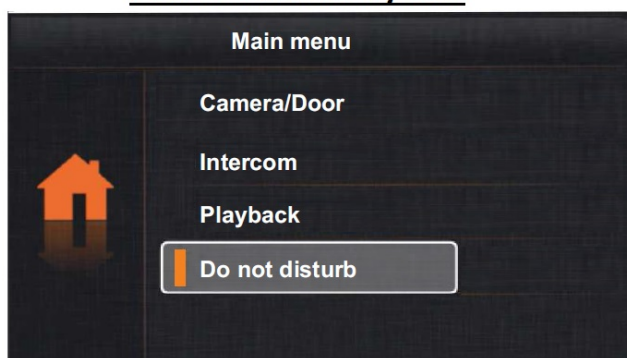 Main menu
Camera/Door
Intercom
Playback
Do not disturb